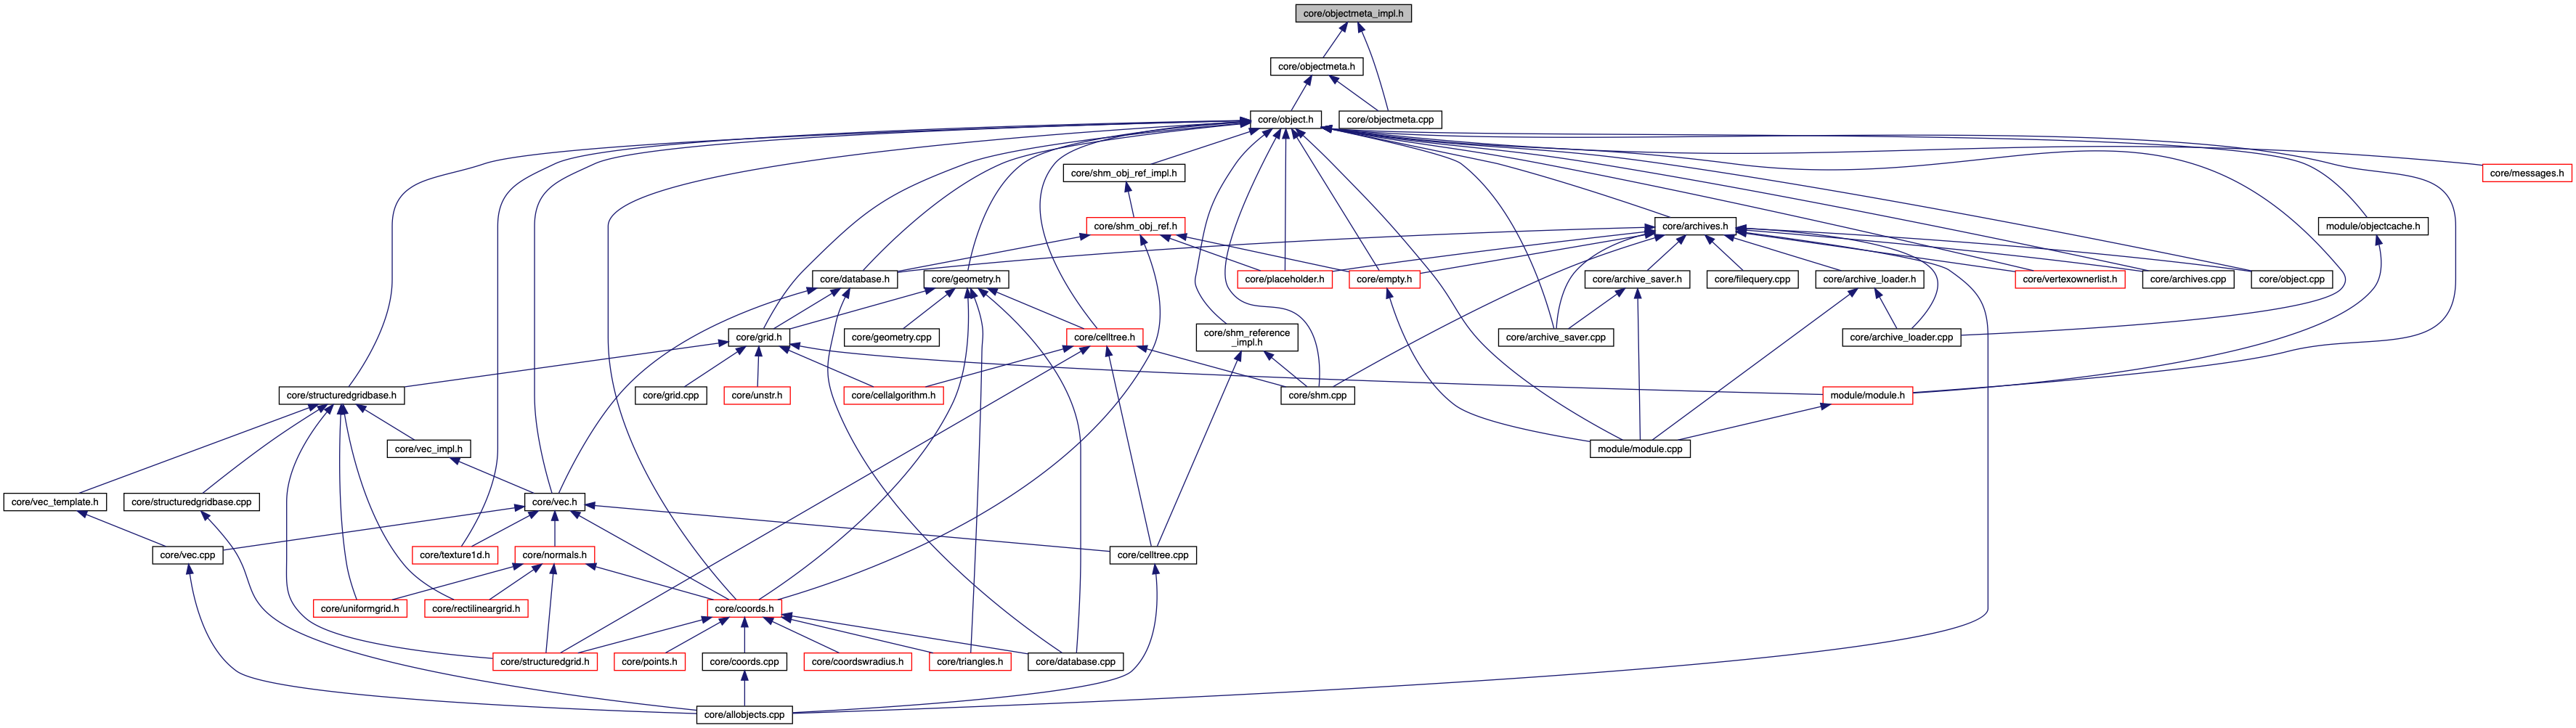 core/objectmeta_impl.h
core/objectmeta.h
core/object.h
core/objectmeta.cpp
core/shm_obj_ref_impl.h
core/messages.h
core/shm_obj_ref.h
core/archives.h
module/objectcache.h
core/database.h
core/geometry.h
core/placeholder.h
core/empty.h
core/archive_saver.h
core/filequery.cpp
core/archive_loader.h
core/vertexownerlist.h
core/archives.cpp
core/object.cpp
core/grid.h
core/geometry.cpp
core/celltree.h
core/shm_reference
_impl.h
core/archive_saver.cpp
core/archive_loader.cpp
core/structuredgridbase.h
core/grid.cpp
core/unstr.h
core/cellalgorithm.h
core/shm.cpp
module/module.h
core/vec_impl.h
module/module.cpp
core/vec_template.h
core/structuredgridbase.cpp
core/vec.h
core/vec.cpp
core/texture1d.h
core/normals.h
core/celltree.cpp
core/uniformgrid.h
core/rectilineargrid.h
core/coords.h
core/structuredgrid.h
core/points.h
core/coords.cpp
core/coordswradius.h
core/triangles.h
core/database.cpp
core/allobjects.cpp